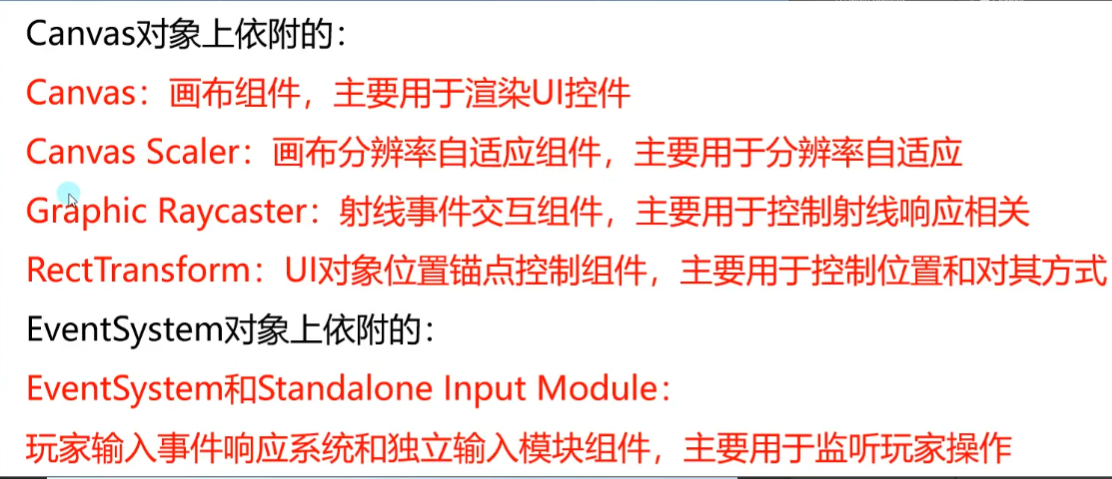 Canvas对象上依附的：
Canvas：画布组件，主要用于渲染UI控件
Canvas Scaler：画布分辨率自适应组件，主要用于分辨率自适应
Graphic Raycaster：射线事件交互组件，主要用于控制射线响应相关
RectTransform：UI对象位置锚点控制组件，主要用于控制位置和对其方式
EventSystem对象上依附的：
EventSystem和Standalone Input Module：
玩家输入事件响应系统和独立输入模块组件，主要用于监听玩家操作